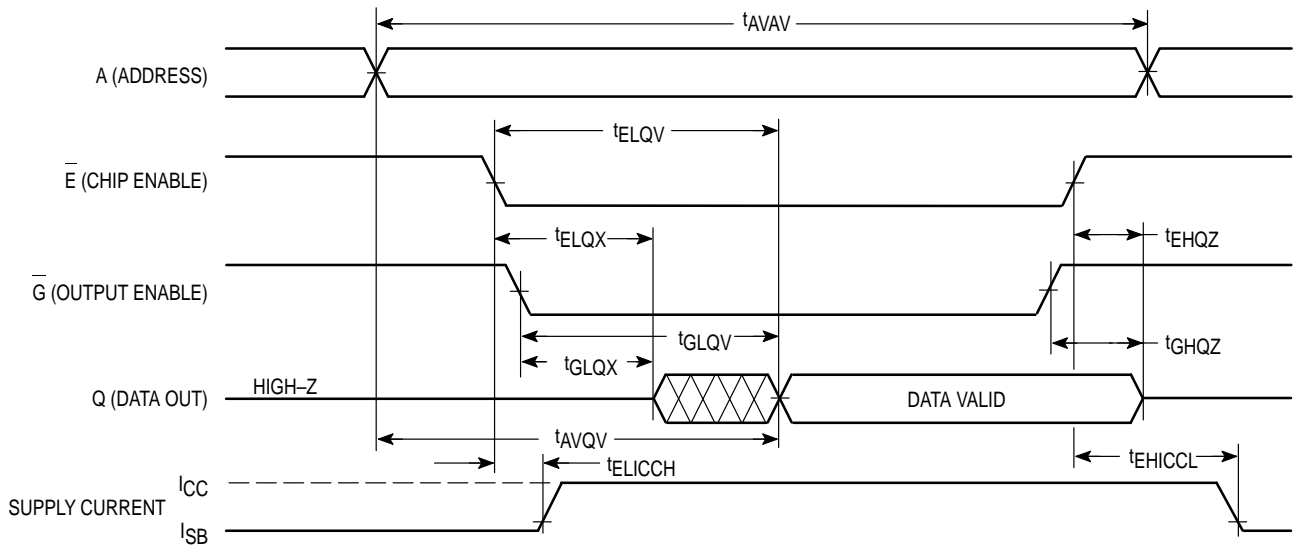 tAVAV
A (ADDRESS)
tELQV
E (CHIP ENABLE)
tELQX
tEHQZ
G (OUTPUT ENABLE)
tGLQV
tGHQZ
tGLQX
Q (DATA OUT)
HIGH–Z
DATA VALID
tAVQV
tELICCH
tEHICCL
ICC
SUPPLY CURRENT
ISB